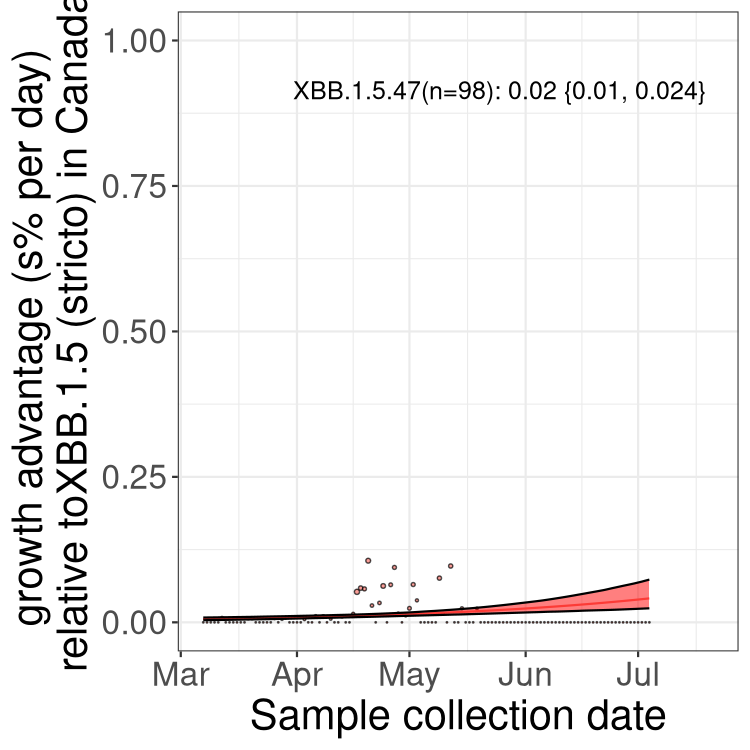 growth advantage (s% per day)
relative toXBB.1.5 (stricto) in Canada
1.00
0.75
0.50
0.25
0.00
XBB.1.5.47(n=98): 0.02 {0.01, 0.024}
Mar Apr May Jun Jul
Sample collection date